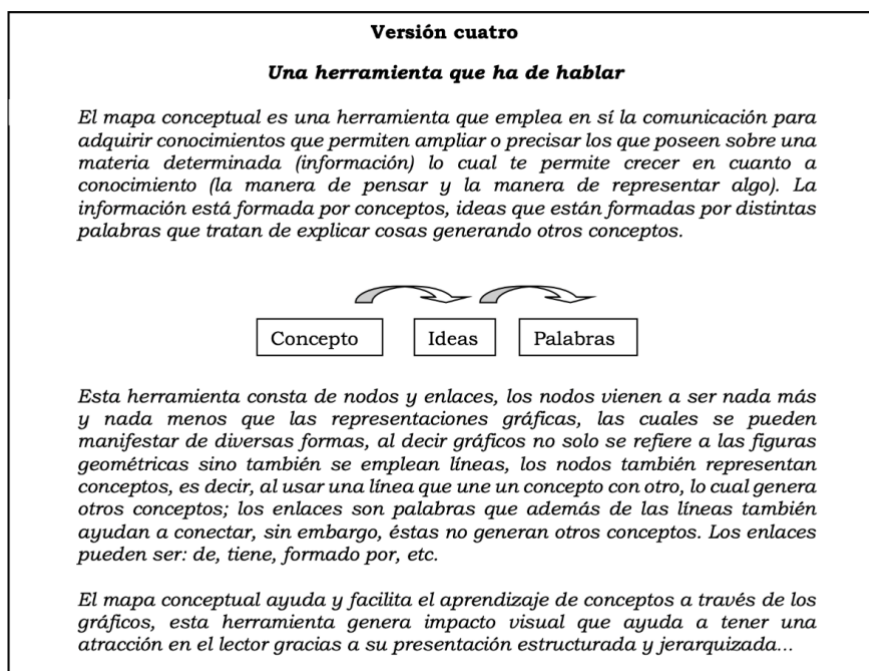 Versión cuatro
Una herramienta que ha de hablar
El mapa conceptual es una herramienta que emplea en sí la comunicación para
adquirir conocimientos que permiten ampliar o precisar los que poseen sobre una
materia determinada (información) lo cual te permite crecer en cuanto a
conocimiento (la manera de pensar y la manera de representar algo). La
información está formada por conceptos, ideas que están formadas por distintas
palabras que tratan de explicar cosas generando otros conceptos.
Concepto Ideas Palabras
Esta herramienta consta de nodos y enlaces, los nodos vienen a ser nada más
y nada menos que las representaciones gráficas, las cuales se pueden
manifestar de diversas formas, al decir gráficos no solo se refiere a las figuras
geométricas sino también se emplean líneas, los nodos también representan
conceptos, es decir, al usar una línea que une un concepto con otro, lo cual genera
otros conceptos; los enlaces son palabras que además de las líneas también
ayudan a conectar, sin embargo, éstas no generan otros conceptos. Los enlaces
pueden ser: de, tiene, formado por, etc.
El mapa conceptual ayuda y facilita el aprendizaje de conceptos a través de los
gráficos, esta herramienta genera impacto visual que ayuda a tener una
atracción en el lector gracias a su presentación estructurada y jerarquizada...